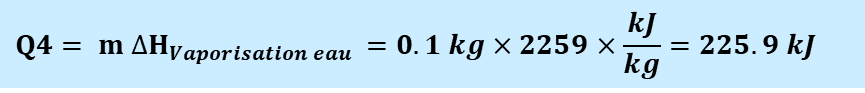 Q4 = m ΔH_Vaporisation eau = 0.1 kg × 2259 × kJ/kg = 225.9 kJ